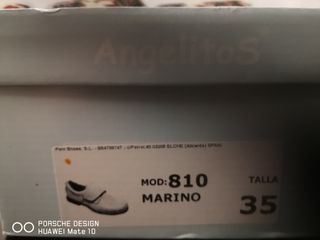 AngelitoS
MOD: 810
TALLA
MARINO
35
PORSCHE DESIGN
HUAWEI Mate 10